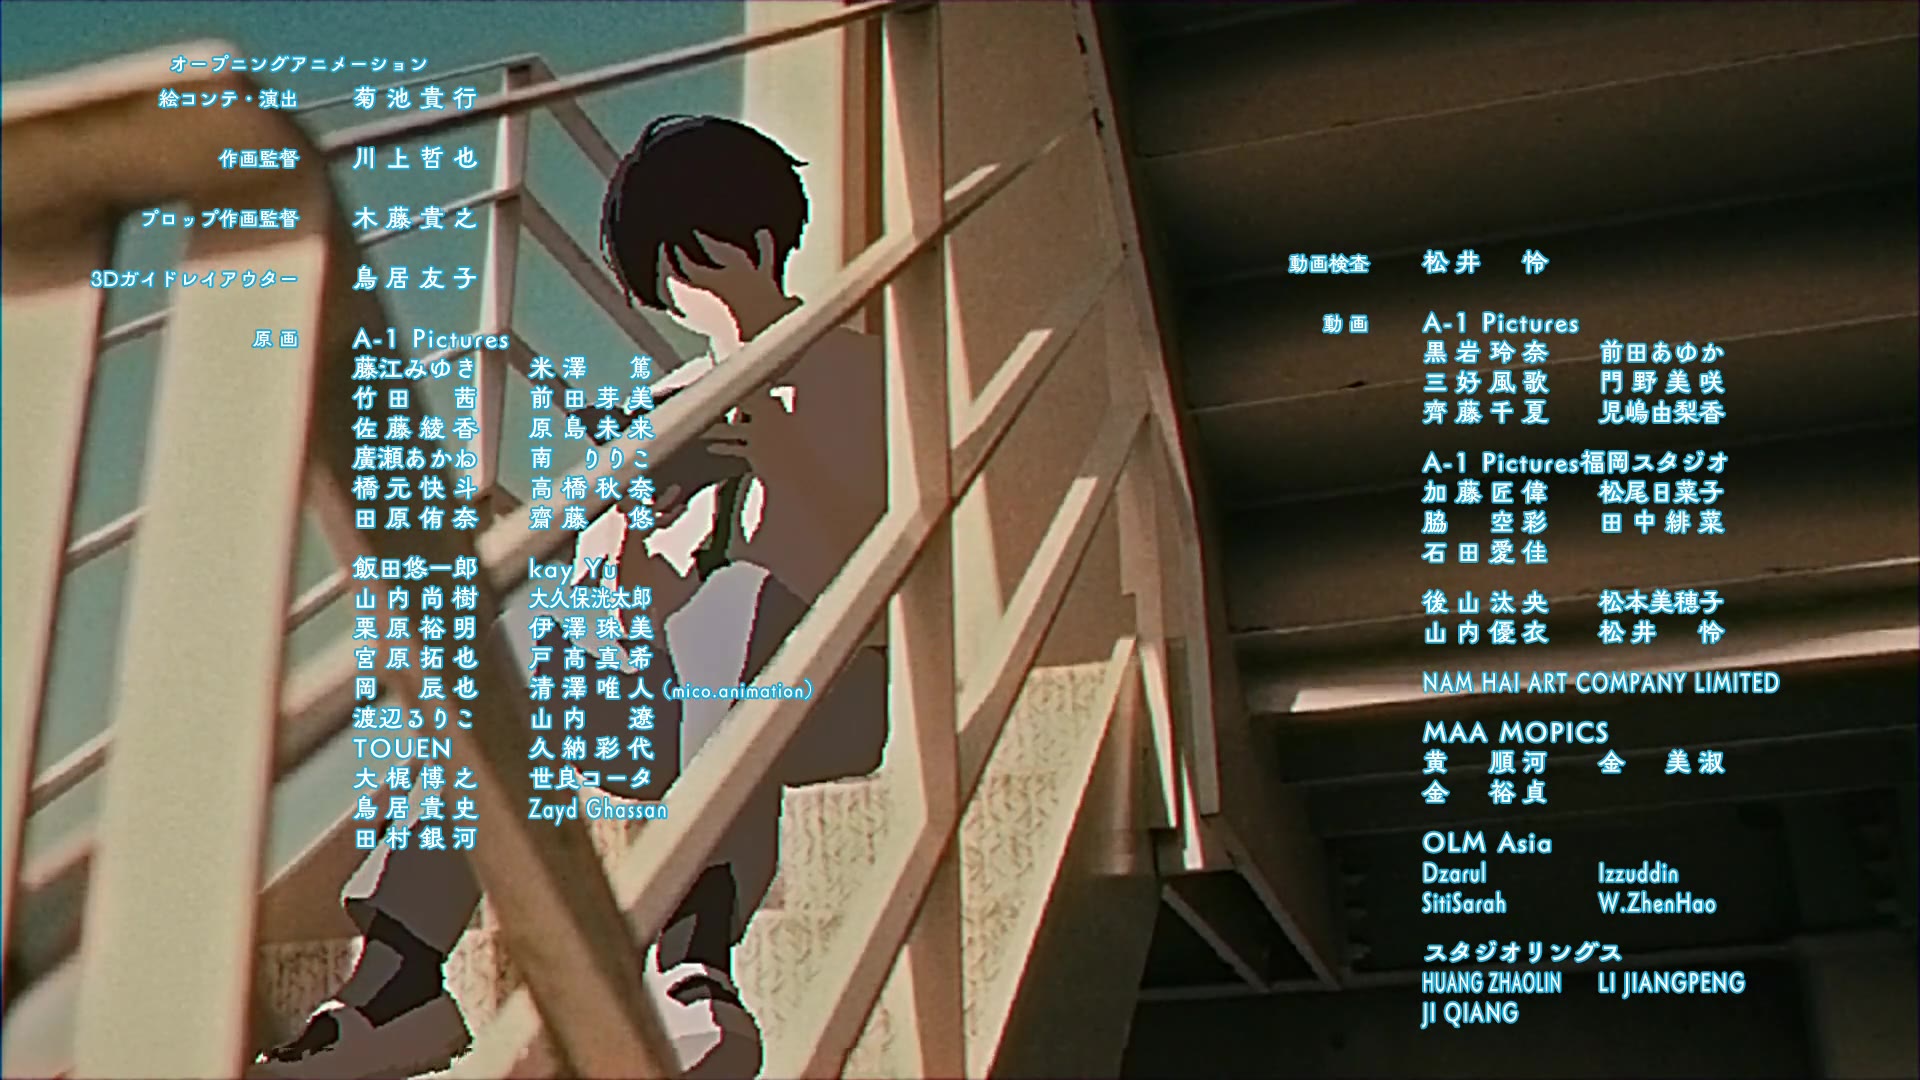 オープニングアニメーション
絵コンテ・演出 菊池貴行
作画監督 川上哲也
プロップ作画監督 木藤貴之
3Dガイドレイアウター 鳥居友子
原画 A-1 Pictures
藤江みゆき 米澤 篤
竹田 茜 前田芽美
佐藤綾香 原島未来
廣瀬あかね 南 りりこ
橋元快斗 高橋秋奈
田原侑奈 齋藤 悠
飯田悠一郎 kay Yu
山内尚樹 大久保洸太郎
栗原裕明 伊澤珠美
宮原拓也 戸髙真希
岡 辰也 清澤唯人(mico.animation)
渡辺るりこ 山内 遼
TOUEN 久納彩代
大梶博之 世良コータ
鳥居貴史 Zayd Ghassan
田村銀河
動画検査 松井 怜
動画 A-1 Pictures
黒岩玲奈 前田あゆか
三好風歌 門野美咲
齊藤千夏 児嶋由梨香
A-1 Pictures福岡スタジオ
加藤匠偉 松尾日菜子
脇 空彩 田中緋菜
石田愛佳
後山汰央 松本美穂子
山内優衣 松井 怜
NAM HAI ART COMPANY LIMITED
MAA MOPICS
黄 順河 金 美淑
金 裕貞
OLM Asia
Dzarul Izzuddin
SitiSarah W.ZhenHao
スタジオリングス
HUANG ZHAOLIN LI JIANGPENG
JI QIANG